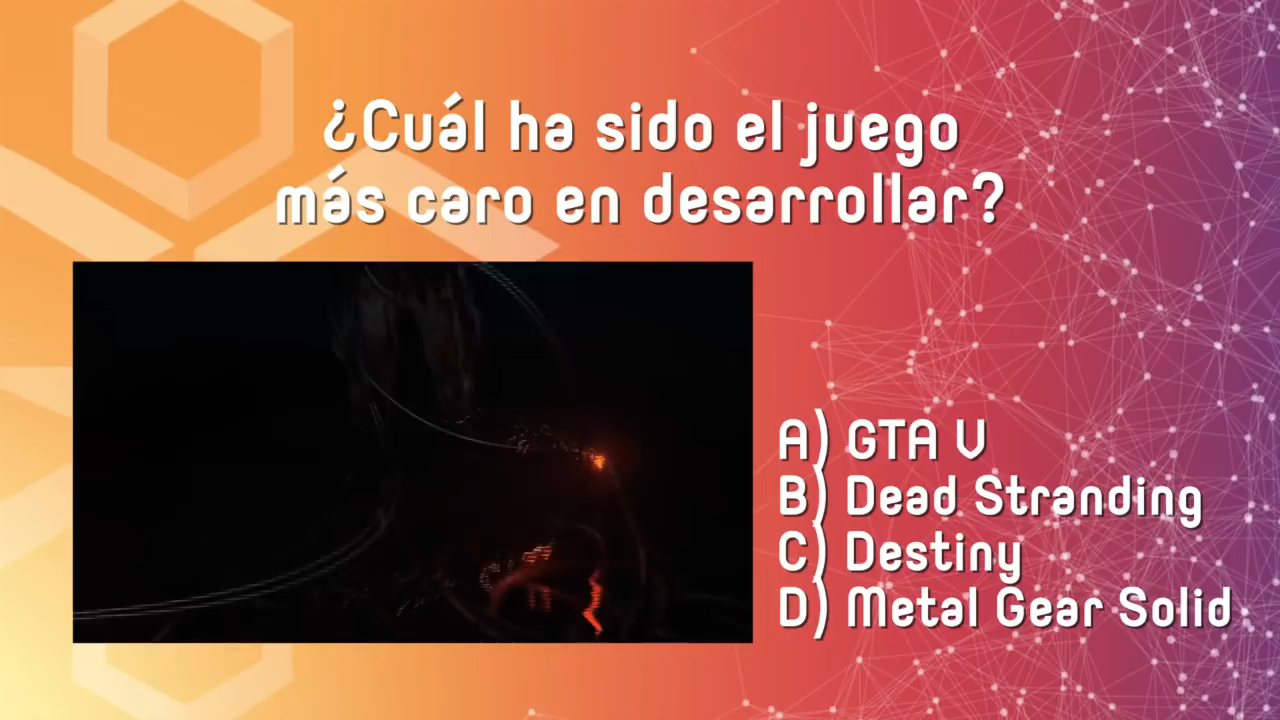 ¿Cuál ha sido el juego
más caro en desarrollar?
A) GTA V
B) Dead Stranding
C) Destiny
D) Metal Gear Solid